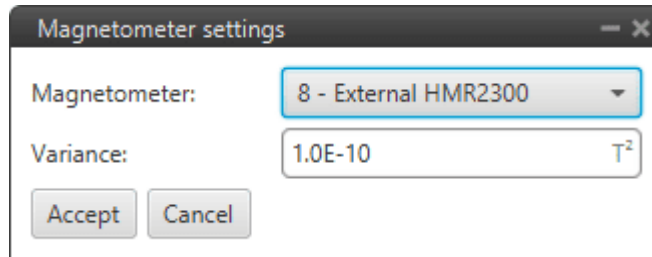 Magnetometer settings
Magnetometer: 8 - External HMR2300
Variance: 1.0E-10 T²
Accept Cancel